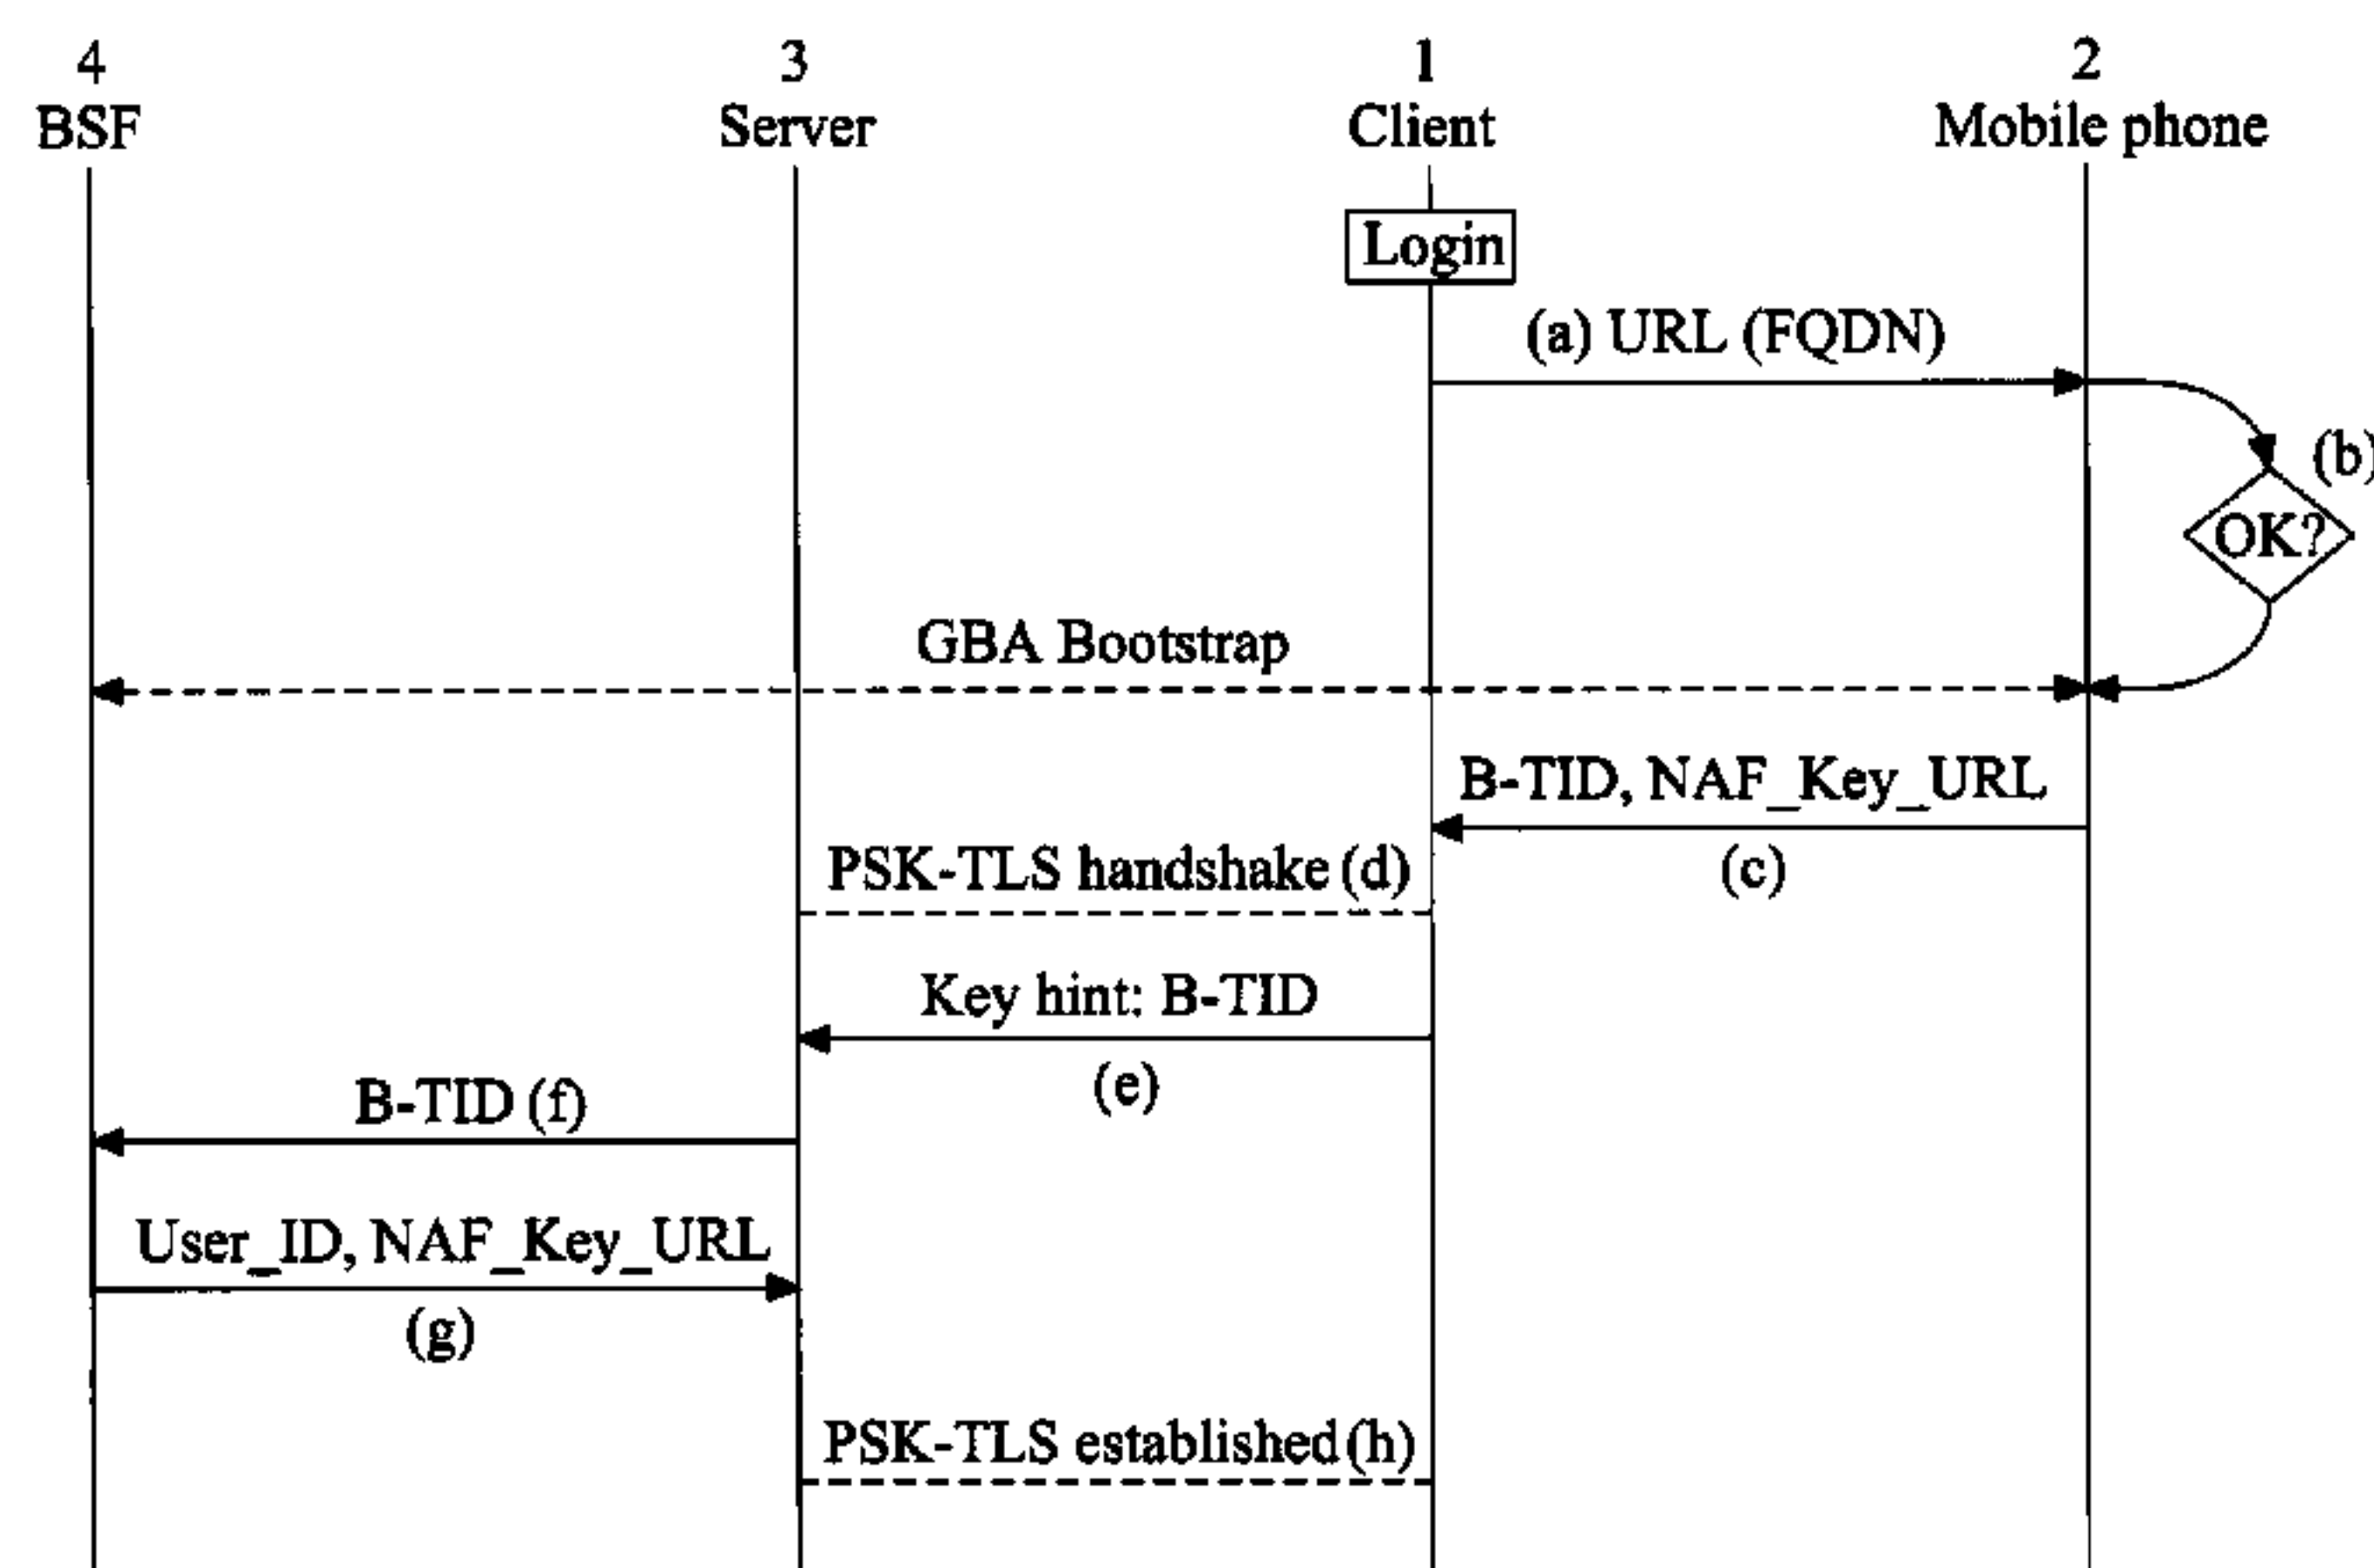 4
BSF
3
Server
1
Client
2
Mobile phone
Login
(a) URL (FQDN)
(b)
OK?
GBA Bootstrap
B-TID, NAF_Key_URL
(c)
PSK-TLS handshake (d)
Key hint: B-TID
(e)
B-TID (f)
User_ID, NAF_Key_URL
(g)
PSK-TLS established (h)